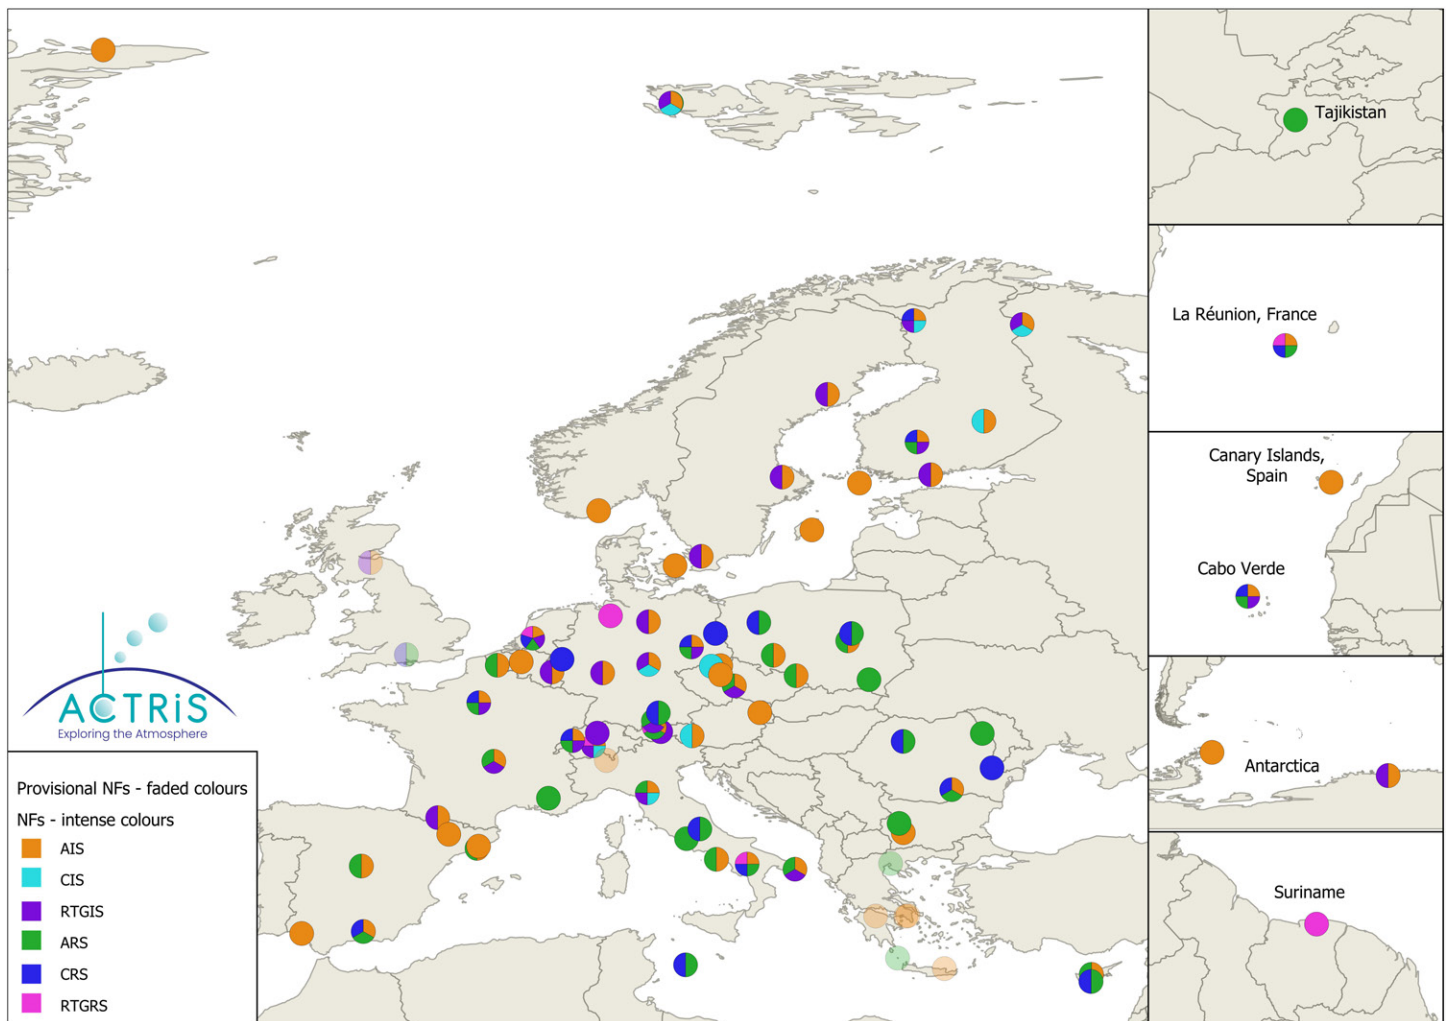 Tajikistan
La Réunion, France
Canary Islands,
Spain
Cabo Verde
Antarctica
Suriname
ACTRiS
Exploring the Atmosphere
Provisional NFs - faded colours
NFs - intense colours
AIS
CIS
RTGIS
ARS
CRS
RTGRS